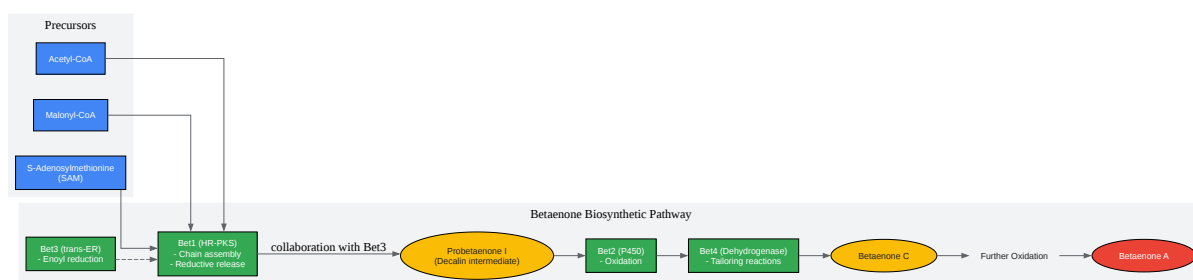 Precursors
Acetyl-CoA
Malonyl-CoA
S-Adenosylmethionine
(SAM)
Betaenone Biosynthetic Pathway
Bet3 (trans-ER)
- Enoyl reduction
Bet1 (HR-PKS)
- Chain assembly
- Reductive release
collaboration with Bet3
Probetaenone I
(Decalin intermediate)
Bet2 (P450)
- Oxidation
Bet4 (Dehydrogenase)
- Tailoring reactions
Betaenone C
Further Oxidation
Betaenone A